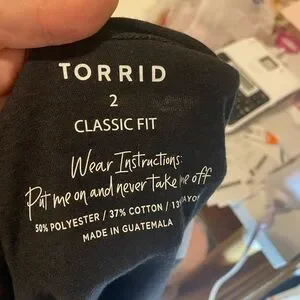 TORRID
2
CLASSIC FIT
Wear Instructions:
Put me on and never take me off
50% POLYESTER / 37% COTTON / 13%
MADE IN GUATEMALA